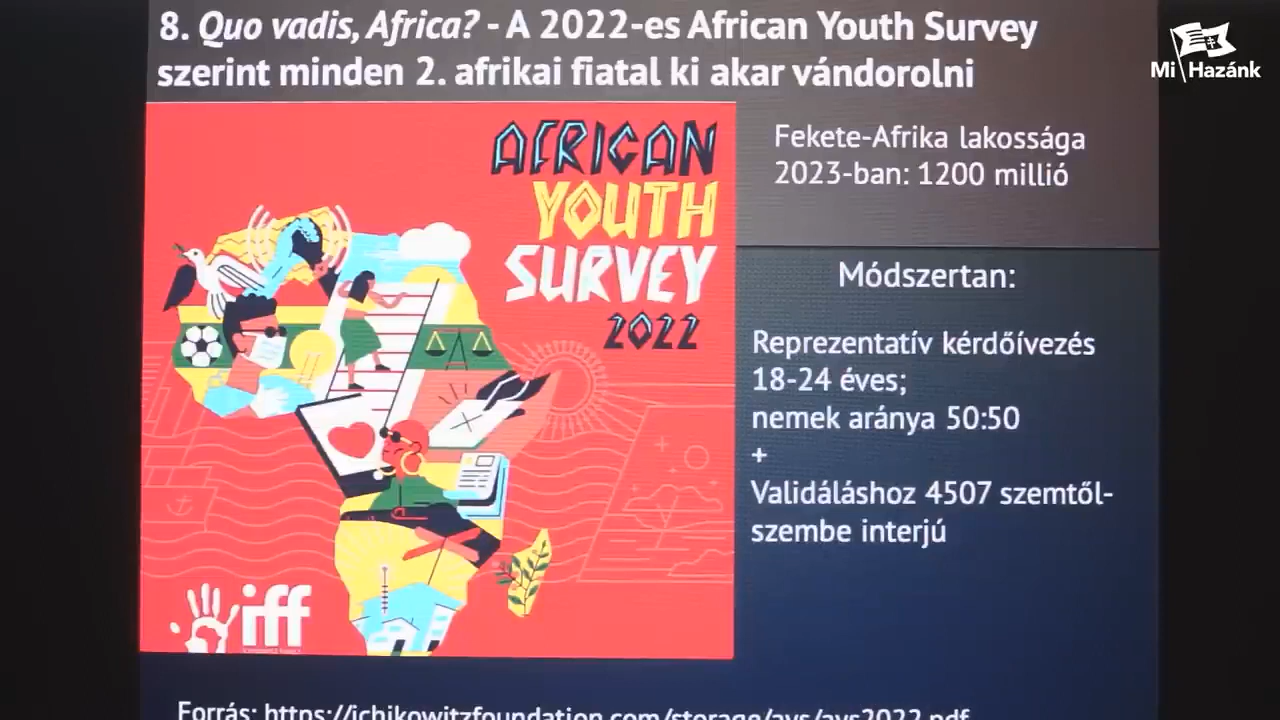 8. Quo vadis, Africa? - A 2022-es African Youth Survey
szerint minden 2. afrikai fiatal ki akar vándorolni
Mi Hazánk
AFRICAN
YOUTH
SURVEY
2022
Fekete-Afrika lakossága
2023-ban: 1200 millió
Módszertan:
Reprezentatív kérdőívezés
18-24 éves;
nemek aránya 50:50
+
Validáláshoz 4507 szemtől-
szembe interjú
iff
Forrás: https://ichikowitzfoundation.com/storage/ays/ays2022.pdf